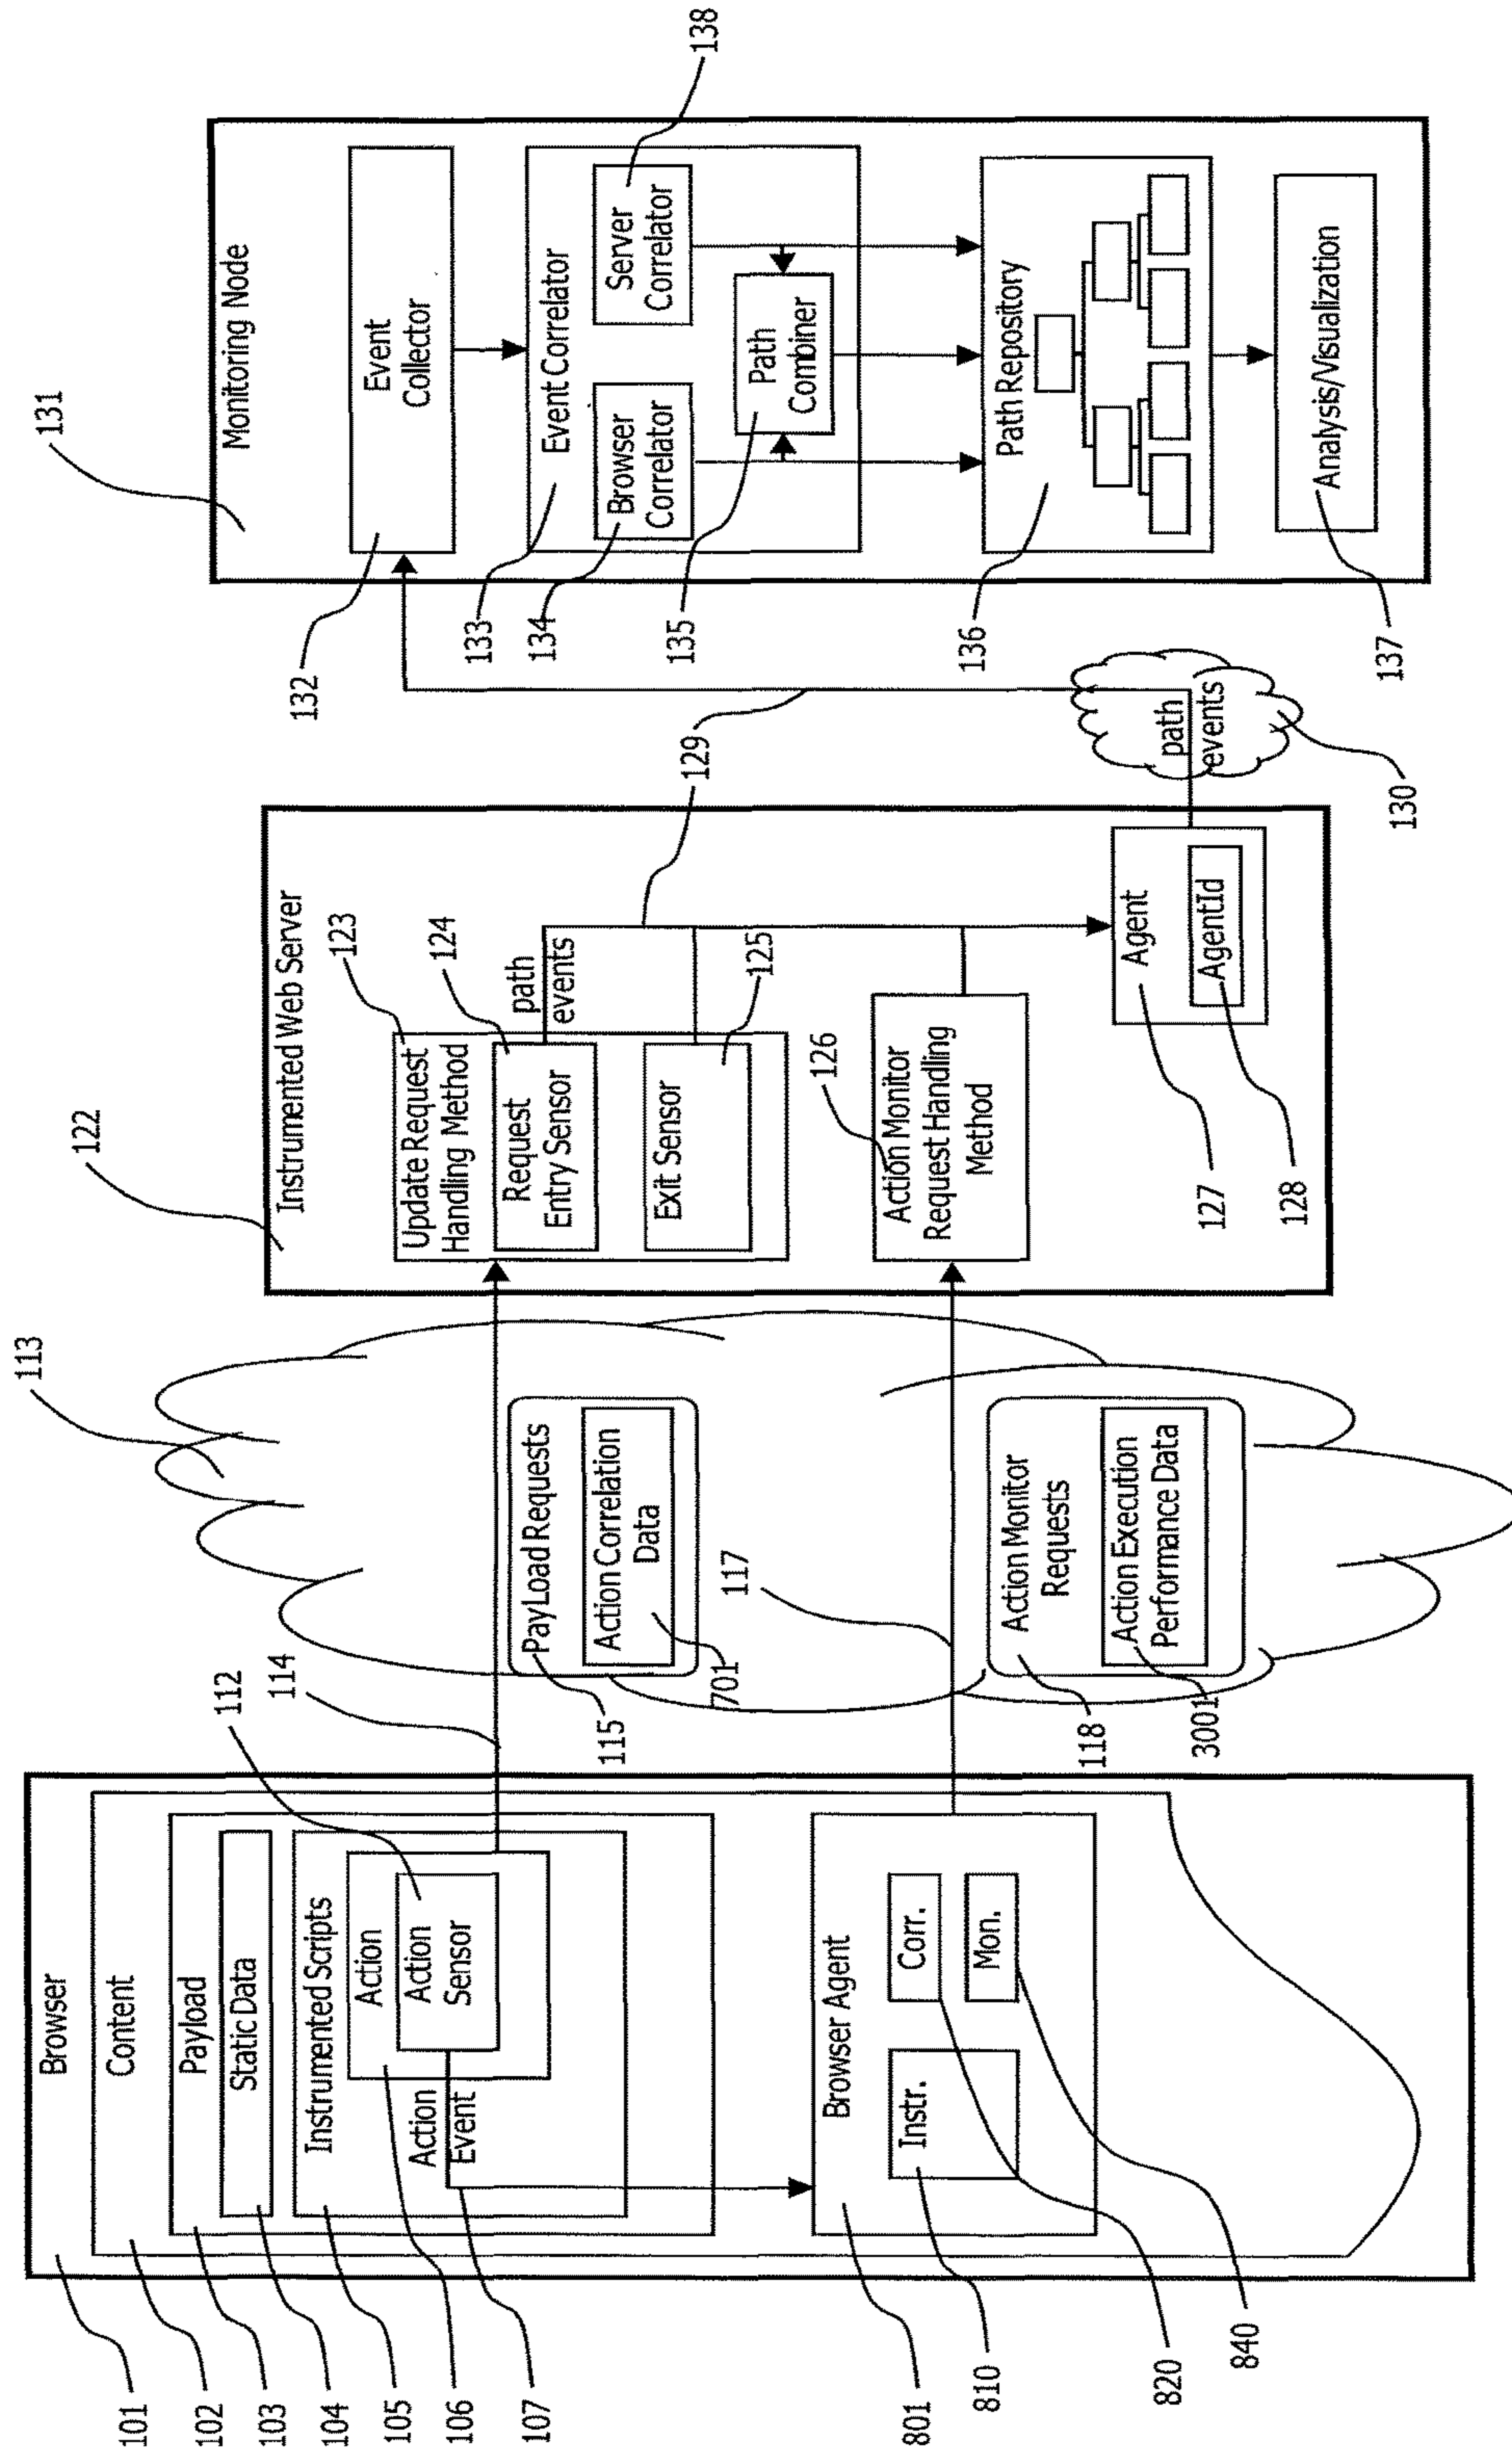 Browser
Content
Payload
Static Data
Instrumented Scripts
Action
Action
Sensor
Action
Event
Browser Agent
Instr.
Corr.
Mon.
101
102
103
104
105
106
107
801
810
820
840
112
114
113
PayLoad Requests
Action Correlation
Data
115
701
117
Action Monitor
Requests
Action Execution
Performance Data
118
3001
122
Instrumented Web Server
Update Request
Handling Method
123
Request
Entry Sensor
124
path
events
Exit Sensor
125
Action Monitor
Request Handling
Method
126
Agent
AgentId
127
128
129
path
events
130
131
Monitoring Node
Event
Collector
132
Event Correlator
133
Browser
Correlator
134
Server
Correlator
138
Path
Combiner
135
Path Repository
136
Analysis/Visualization
137